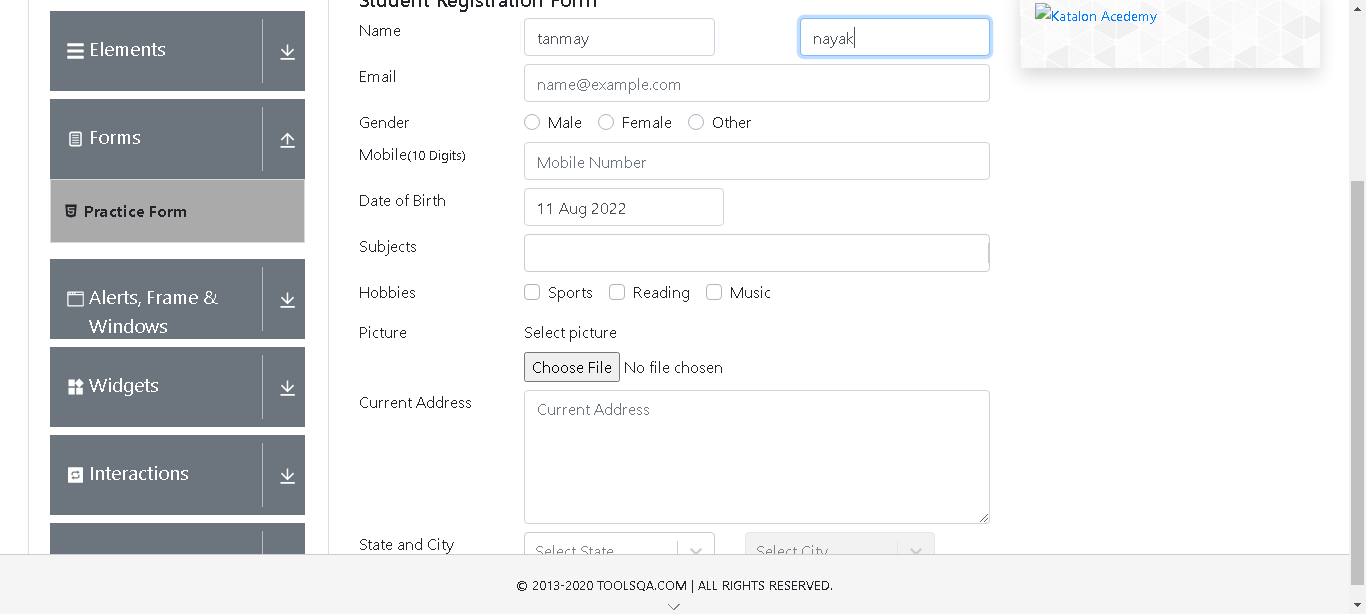 Student Registration Form
Elements
Forms
Practice Form
Alerts, Frame &
Windows
Widgets
Interactions
Name
tanmay
nayak
Email
name@example.com
Gender
Male
Female
Other
Mobile(10 Digits)
Mobile Number
Date of Birth
11 Aug 2022
Subjects
Hobbies
Sports
Reading
Music
Picture
Select picture
Choose File No file chosen
Current Address
Current Address
State and City
Select State
Select City
Katalon Acedemy
© 2013-2020 TOOLSQA.COM | ALL RIGHTS RESERVED.